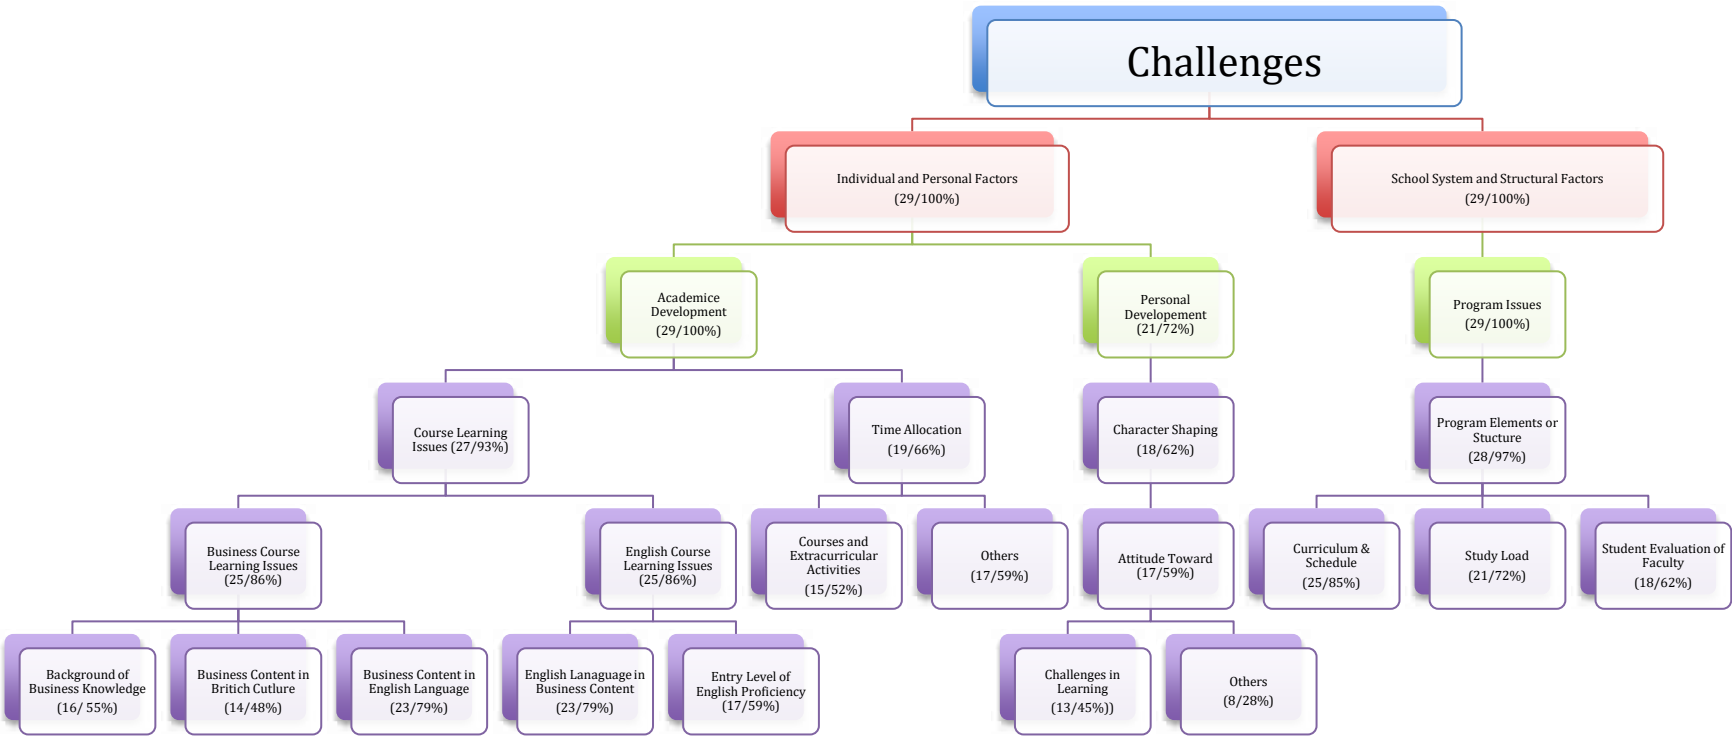 Challenges
Individual and Personal Factors
(29/100%)
School System and Structural Factors
(29/100%)
Academice
Development
(29/100%)
Personal
Developement
(21/72%)
Program Issues
(29/100%)
Course Learning
Issues (27/93%)
Time Allocation
(19/66%)
Character Shaping
(18/62%)
Program Elements or
Stucture
(28/97%)
Business Course
Learning Issues
(25/86%)
English Course
Learning Issues
(25/86%)
Courses and
Extracurricular
Activities
(15/52%)
Others
(17/59%)
Attitude Toward
(17/59%)
Curriculum &
Schedule
(25/85%)
Study Load
(21/72%)
Student Evaluation of
Faculty
(18/62%)
Background of
Business Knowledge
(16/ 55%)
Business Content in
Britich Cutlure
(14/48%)
Business Content in
English Language
(23/79%)
English Lanaguage in
Business Content
(23/79%)
Entry Level of
English Proficiency
(17/59%)
Challenges in
Learning
(13/45%))
Others
(8/28%)